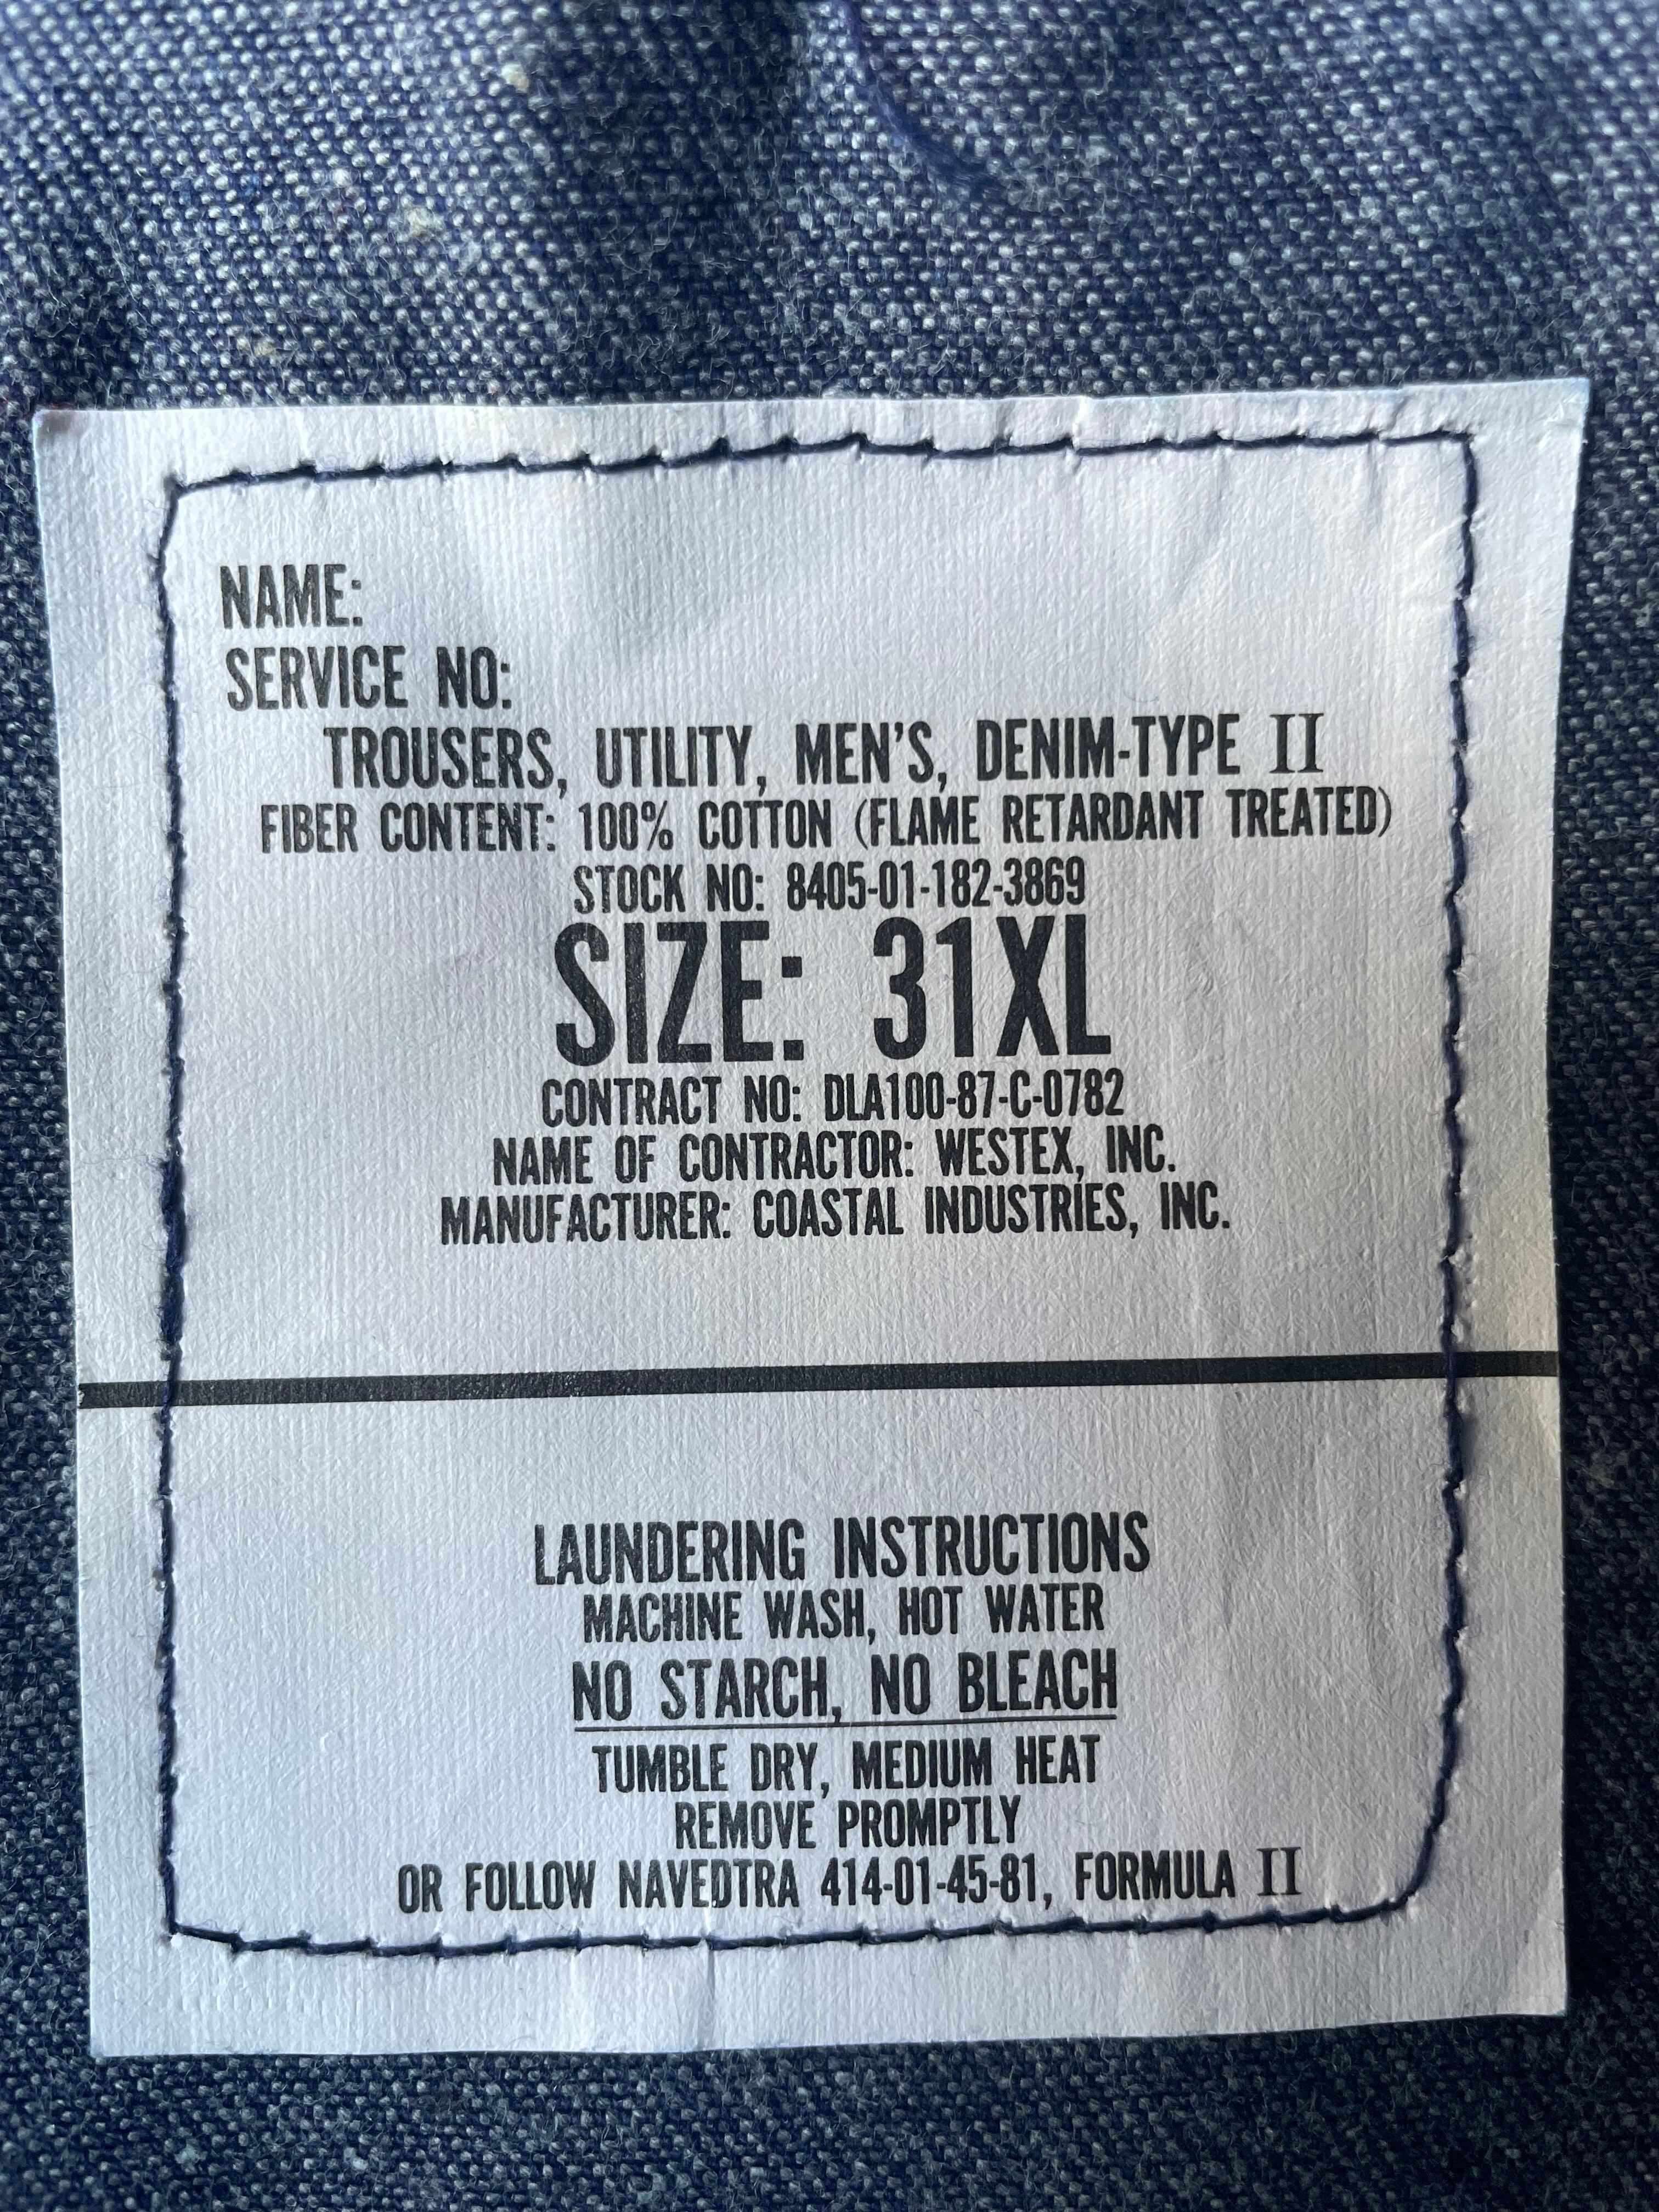 NAME:
SERVICE NO:
TROUSERS, UTILITY, MEN'S, DENIM-TYPE II
FIBER CONTENT: 100% COTTON (FLAME RETARDANT TREATED)
STOCK NO: 8405-01-182-3869
SIZE: 31XL
CONTRACT NO: DLA100-87-C-0782
NAME OF CONTRACTOR: WESTEX, INC.
MANUFACTURER: COASTAL INDUSTRIES, INC.
LAUNDERING INSTRUCTIONS
MACHINE WASH, HOT WATER
NO STARCH, NO BLEACH
TUMBLE DRY, MEDIUM HEAT
REMOVE PROMPTLY
OR FOLLOW NAVEDTRA 414-01-45-81, FORMULA II